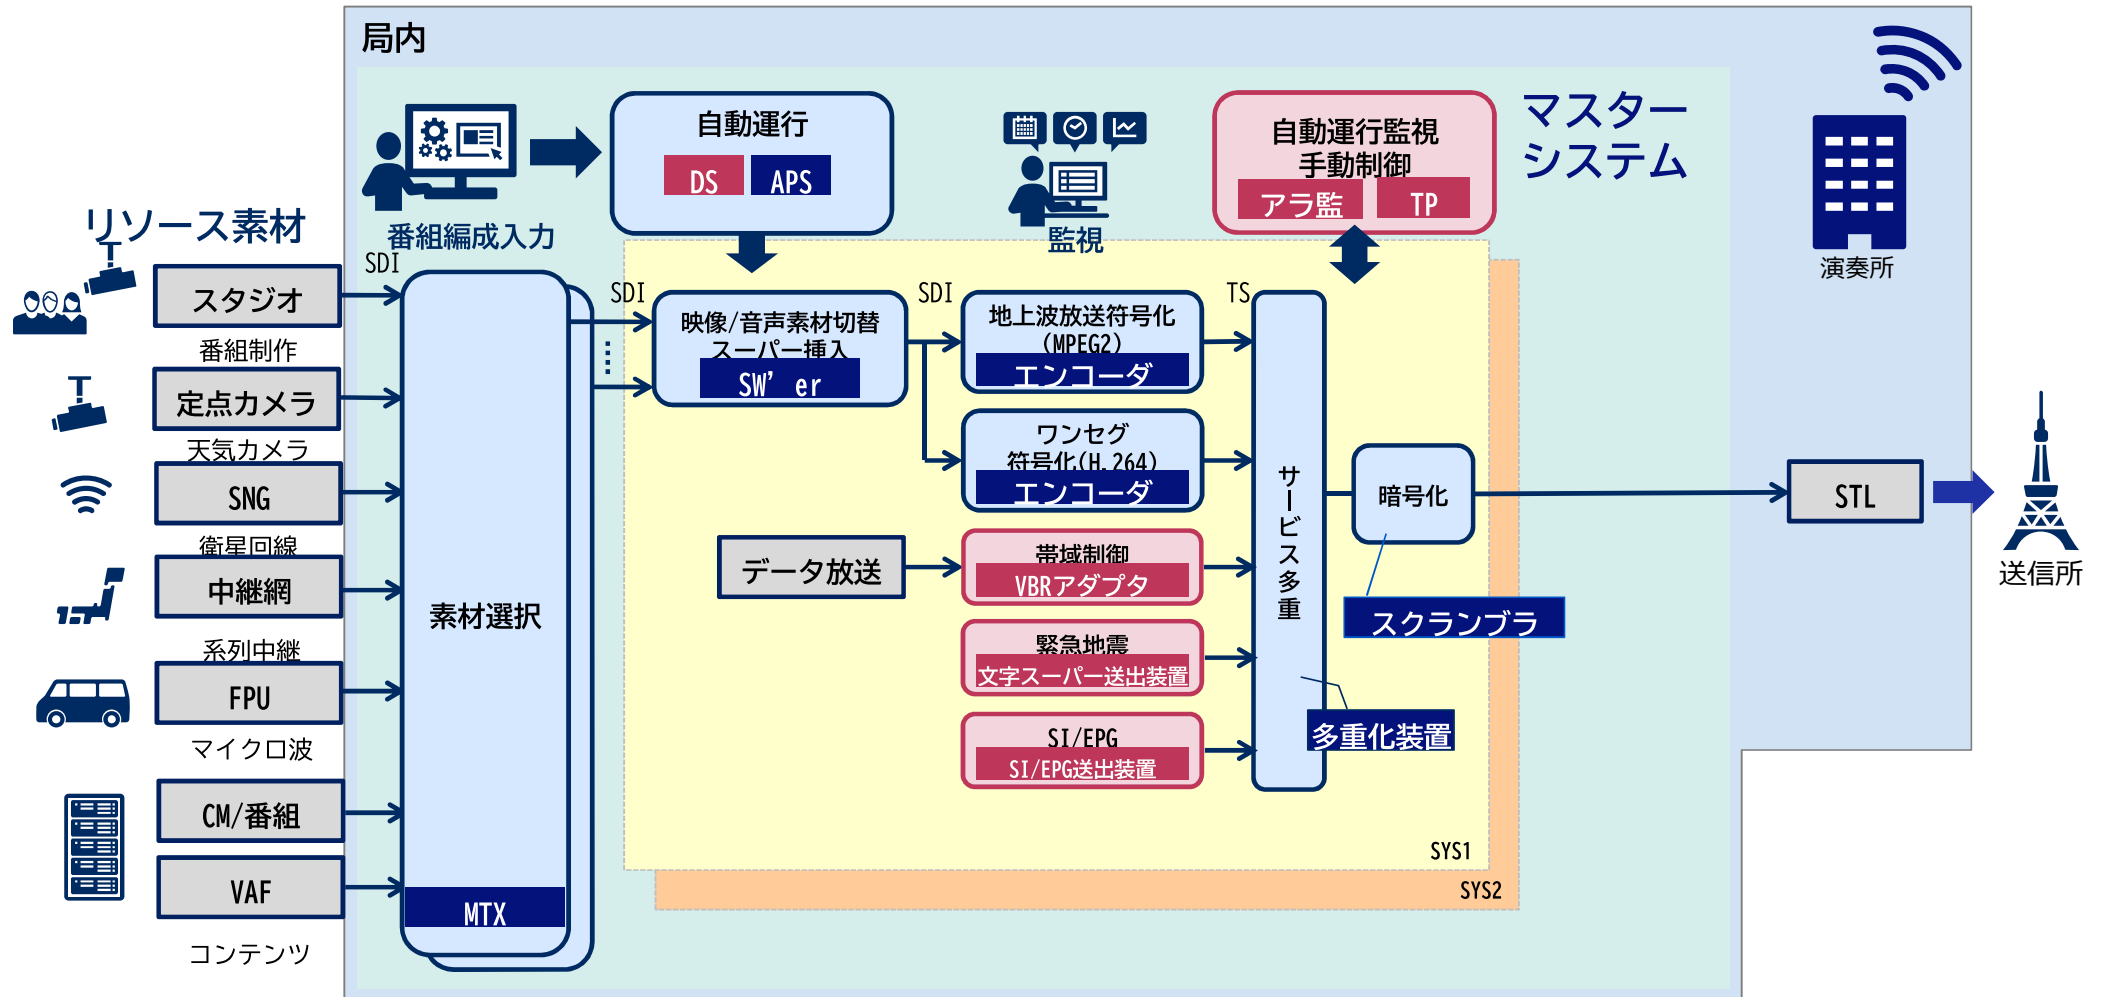 局内
マスター
システム
自動運行
DS
APS
自動運行監視
手動制御
アラ監
TP
番組編成入力
監視
演奏所
リソース素材
SDI
SDI
SDI
TS
スタジオ
番組制作
定点カメラ
天気カメラ
SNG
衛星回線
中継網
系列中継
FPU
マイクロ波
CM/番組
VAF
コンテンツ
素材選択
MTX
映像/音声素材切替
スーパー挿入
SW’er
地上波放送符号化
(MPEG2)
エンコーダ
ワンセグ
符号化(H.264)
エンコーダ
データ放送
帯域制御
VBRアダプタ
緊急地震
文字スーパー送出装置
SI/EPG
SI/EPG送出装置
サービス多重
暗号化
スクランブラ
多重化装置
SYS1
SYS2
STL
送信所